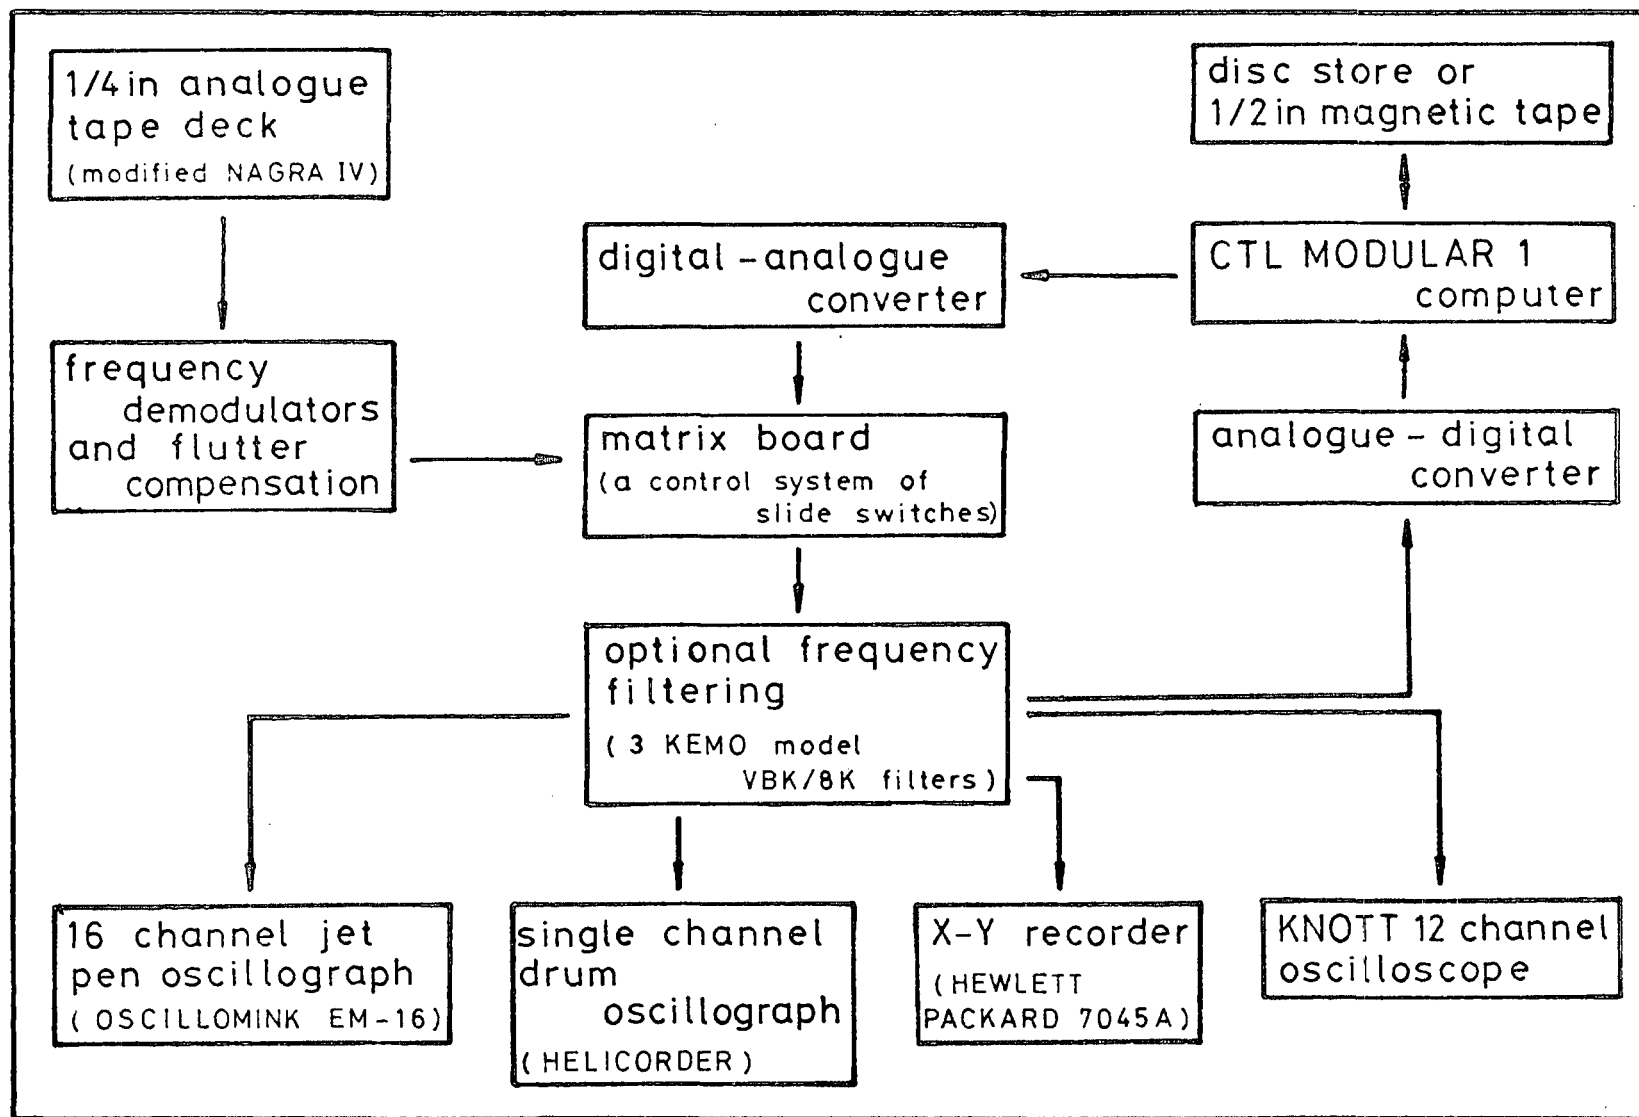 1/4 in analogue
tape deck
(modified NAGRA IV)
disc store or
1/2 in magnetic tape
digital - analogue
converter
CTL MODULAR 1
computer
frequency
demodulators
and flutter
compensation
matrix board
(a control system of
slide switches)
analogue - digital
converter
optional frequency
filtering
(3 KEMO model
VBK/8K filters)
16 channel jet
pen oscillograph
(OSCILLOMINK EM-16)
single channel
drum
oscillograph
(HELICORDER)
X-Y recorder
(HEWLETT
PACKARD 7045A)
KNOTT 12 channel
oscilloscope